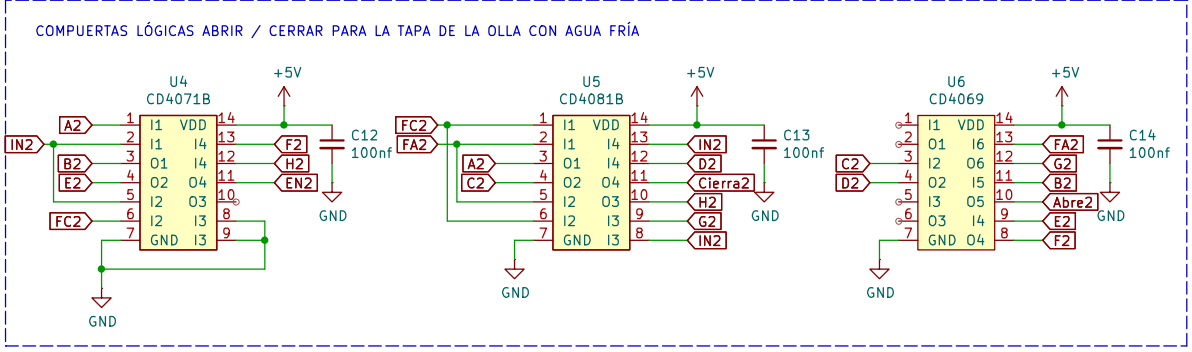 COMPUERTAS LÓGICAS ABRIR / CERRAR PARA LA TAPA DE LA OLLA CON AGUA FRÍA
U4
CD4071B
+5V
A2 1 I1 VDD 14
IN2 2 I1 I4 13 F2
B2 3 O1 I4 12 H2
E2 4 O2 O4 11 EN2
5 I2 O3 10
FC2 6 I2 I3 8
7 GND I3 9
C12
100nf
GND
GND
U5
CD4081B
+5V
FC2 1 I1 VDD 14
FA2 2 I1 I4 13 IN2
A2 3 O1 I4 12 D2
C2 4 O2 O4 11 Cierra2
5 I2 O3 10 H2
6 I2 I3 9 G2
7 GND I3 8 IN2
C13
100nf
GND
GND
U6
CD4069
+5V
1 I1 VDD 14
2 O1 I6 13 FA2
C2 3 I2 O6 12 G2
D2 4 O2 I5 11 B2
5 I3 O5 10 Abre2
6 O3 I4 9 E2
7 GND O4 8 F2
C14
100nf
GND
GND